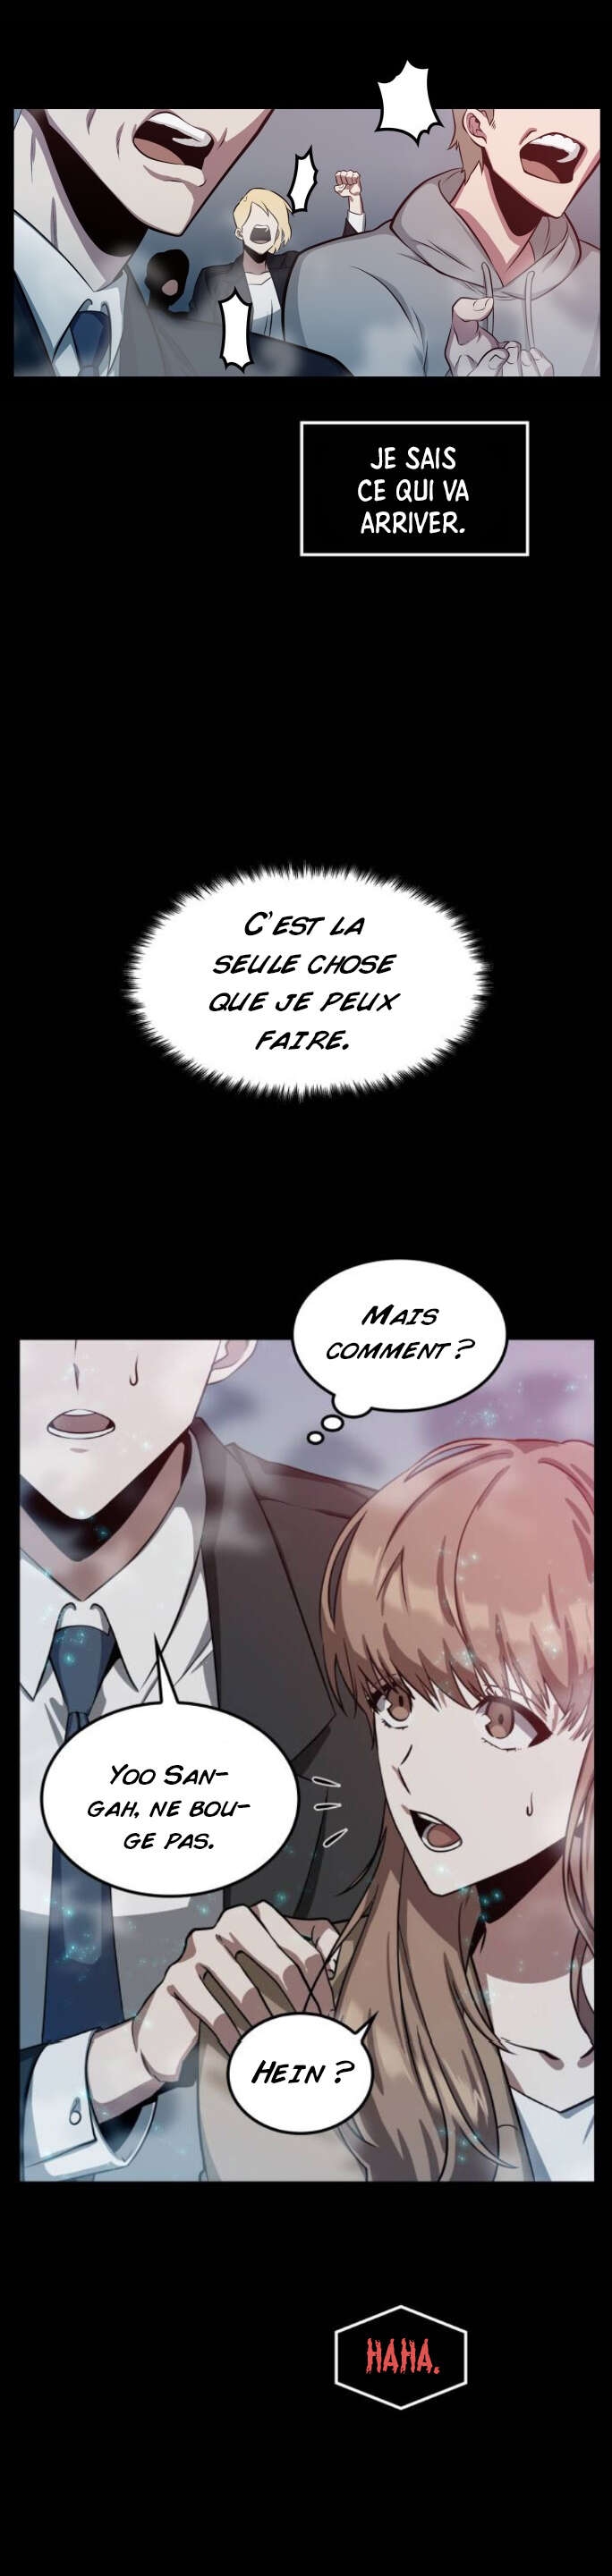 JE SAIS
CE QUI VA
ARRIVER.
C'EST LA
SEULE CHOSE
QUE JE PEUX
FAIRE.
MAIS
COMMENT ?
YOO SAN-
GAH, NE BOU-
GE PAS.
HEIN ?
HAHA.